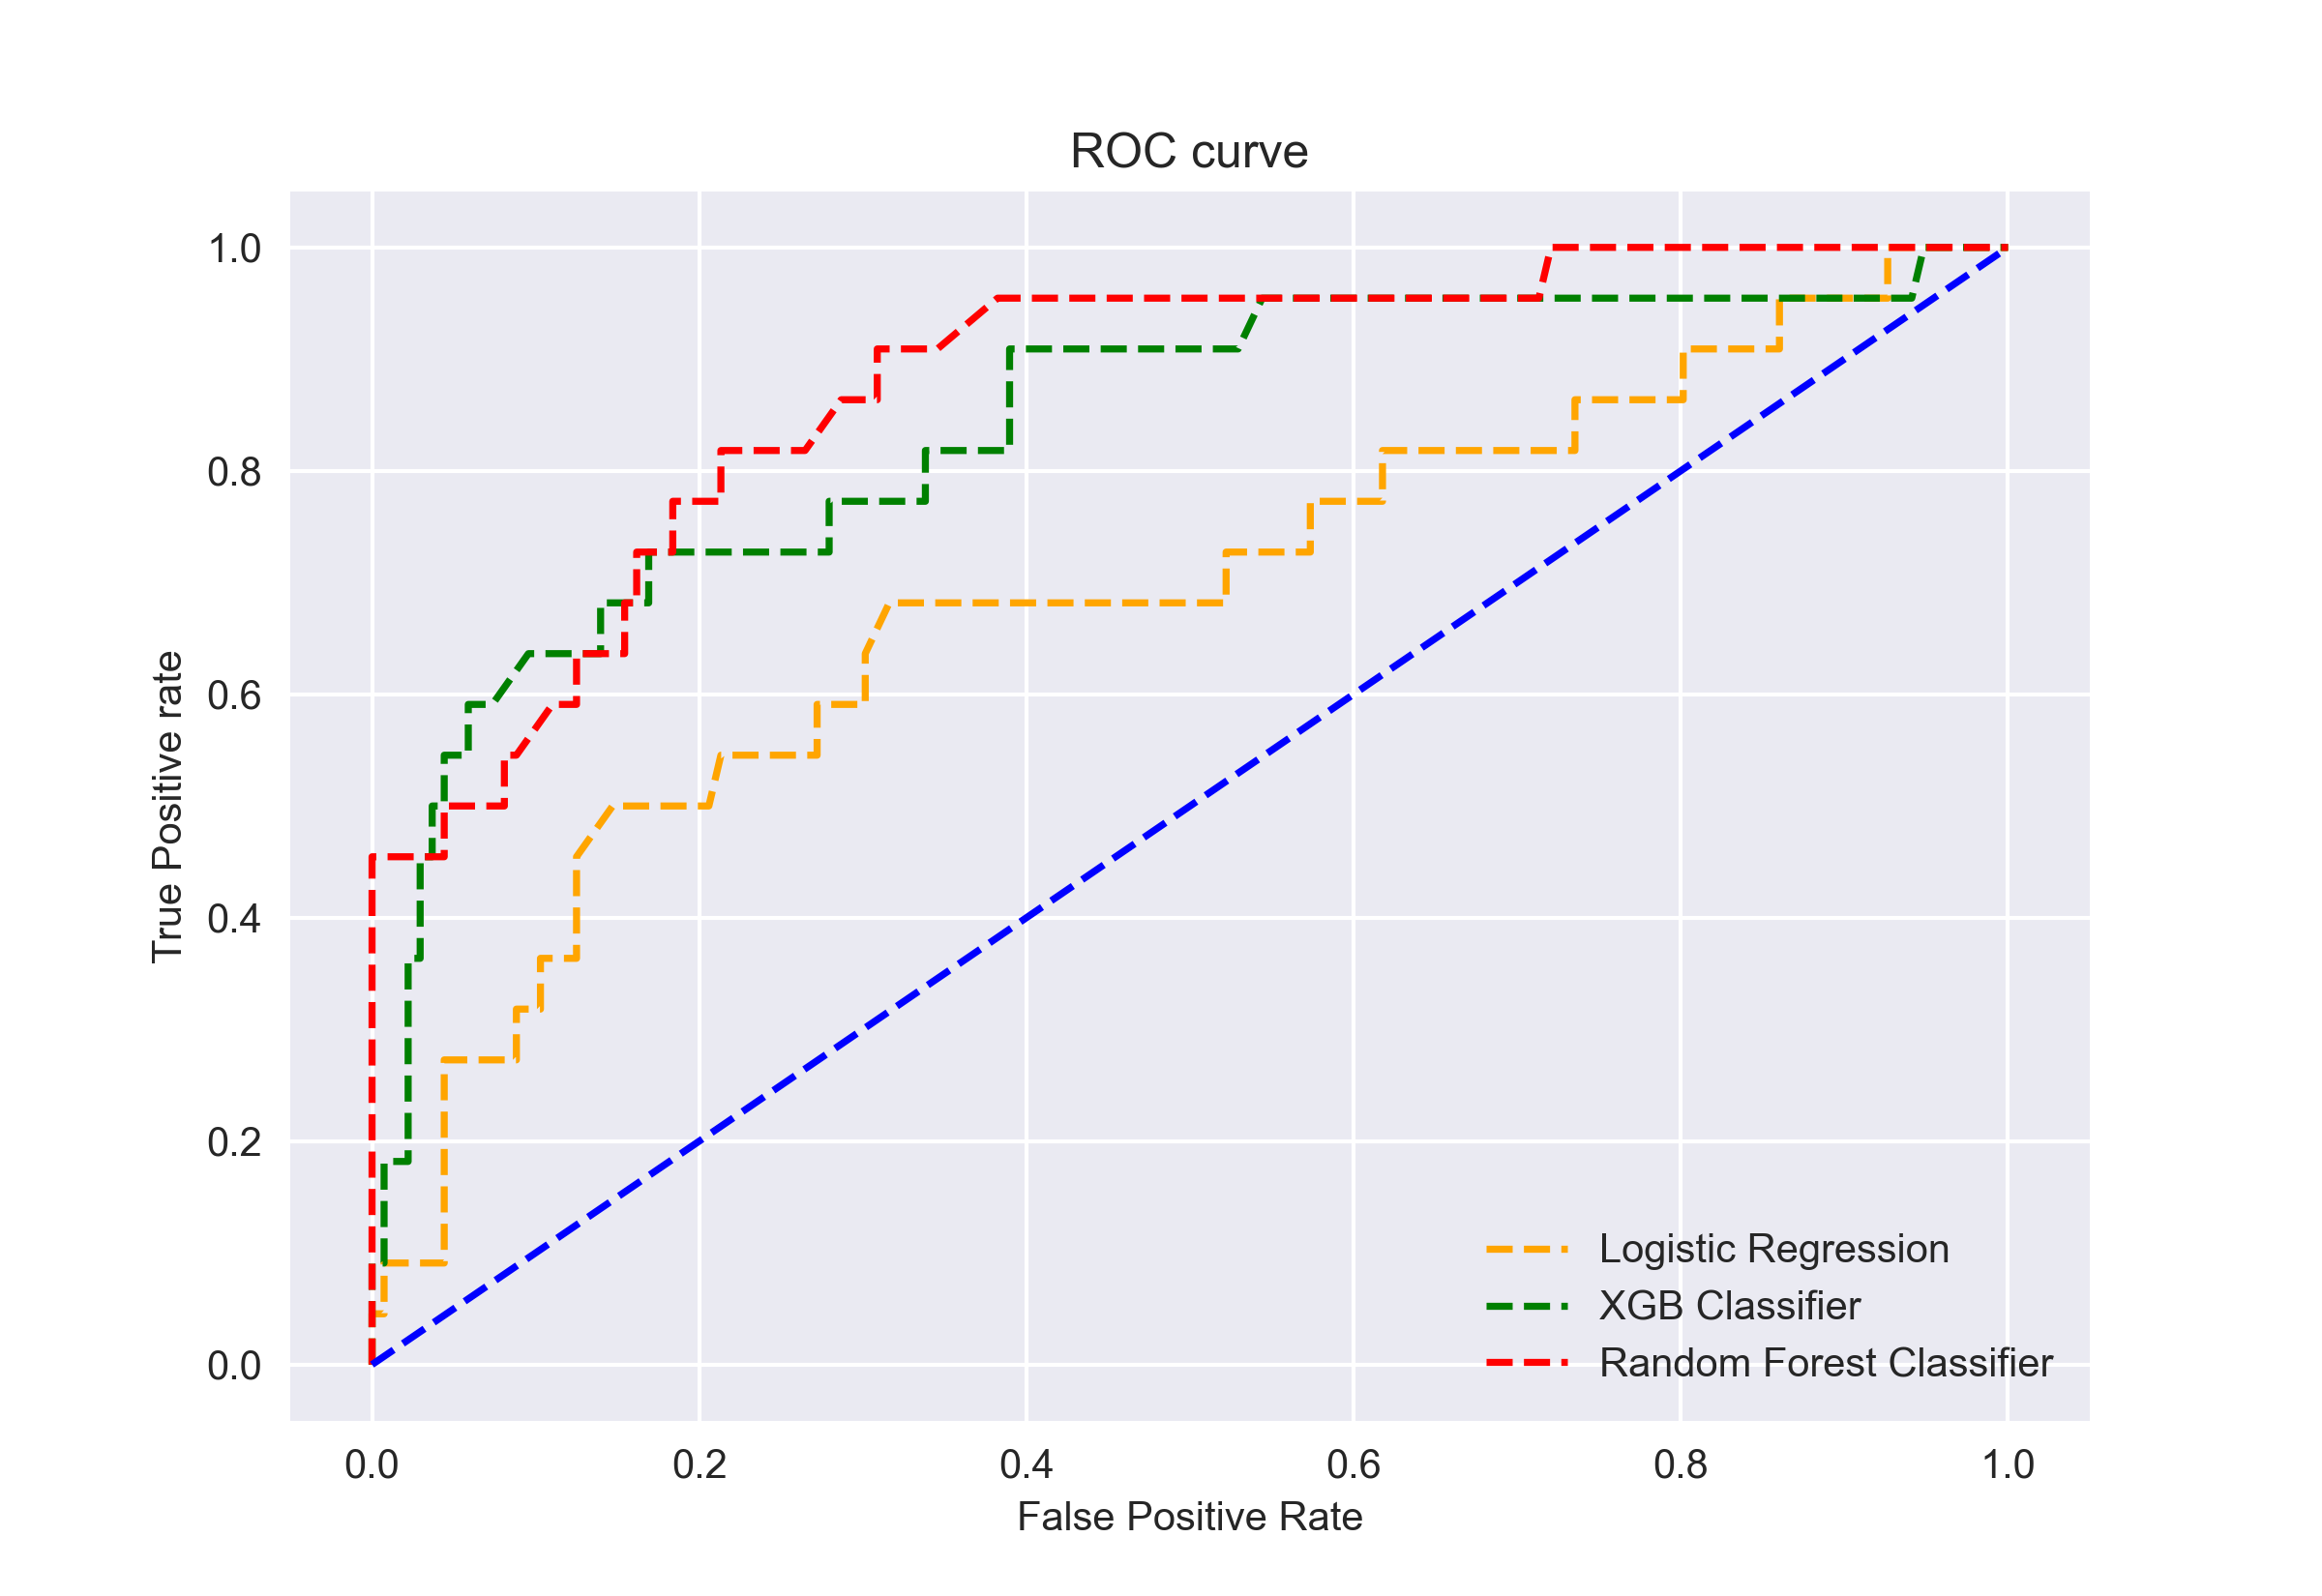 ROC curve
1.0
0.8
0.6
0.4
0.2
0.0
True Positive rate
Logistic Regression
XGB Classifier
Random Forest Classifier
0.0 0.2 0.4 0.6 0.8 1.0
False Positive Rate